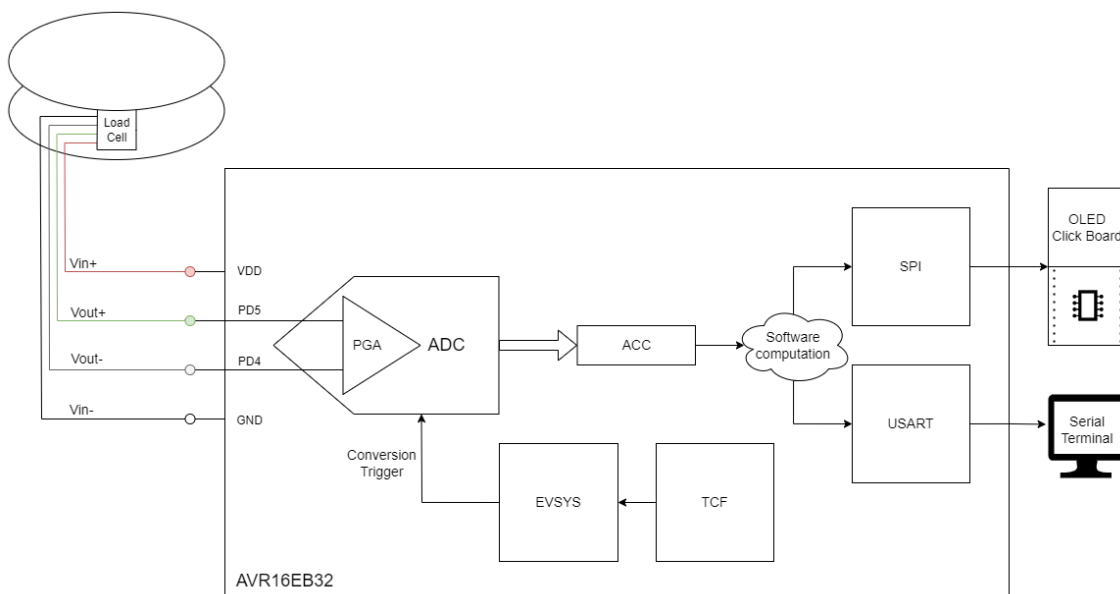 Load
Cell
Vin+
VDD
Vout+
PD5
Vout-
PD4
Vin-
GND
PGA
ADC
ACC
Software
computation
SPI
USART
OLED
Click Board
Serial
Terminal
Conversion
Trigger
EVSYS
TCF
AVR16EB32